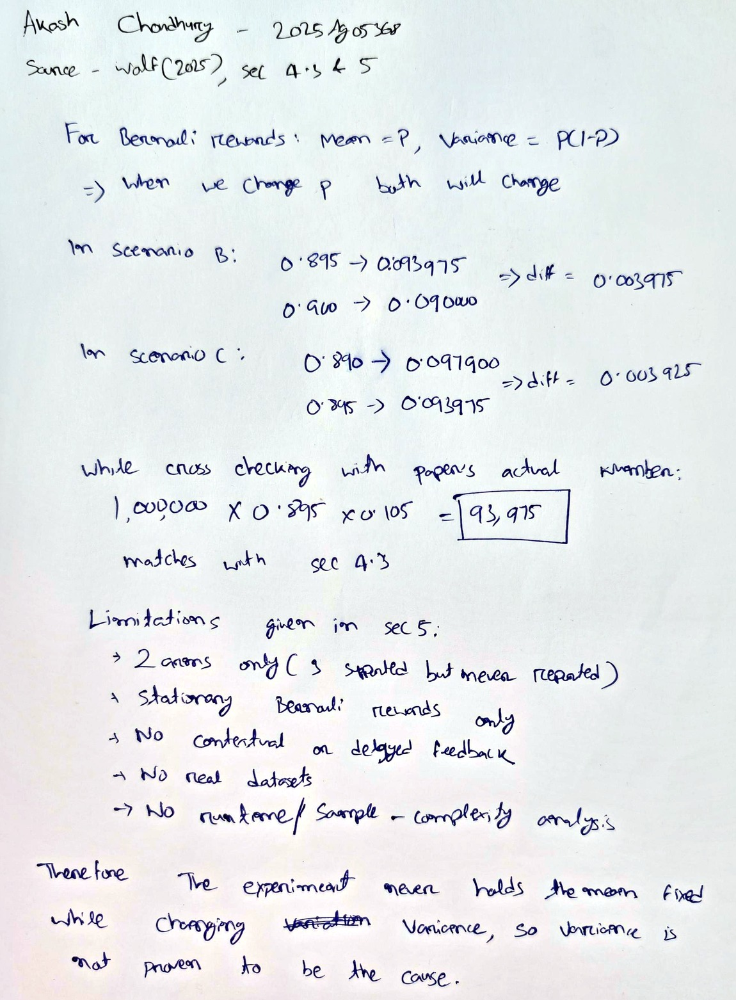 Akash Chondhury - 2025Ag05368
Source - Wolf(2025), sec 4.3 & 5
For Bernouli rewards: Mean = P, Variance = P(1-P)
=> When we change p both will change
In scenario B: 0.895 → 0.093975 => diff = 0.003975
0.900 → 0.090000
In scenario C: 0.890 → 0.097900 => diff = 0.003925
0.895 → 0.093975
While cross checking with paper's actual number:
1,000,000 x 0.895 x 0.105 = 93,975
matches with sec 4.3
Limitations given in sec 5:
→ 2 arms only (3 but never reported)
→ Stationary Bernouli rewards only
→ No contextual or delayed feedback
→ No real datasets
→ No runtime / Sample - complexity analysis
Therefore The experiment never holds the mean fixed
while changing variance, so variance is
not proven to be the cause.